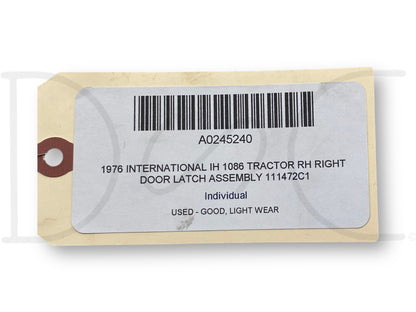 A0245240
1976 INTERNATIONAL IH 1086 TRACTOR RH RIGHT
DOOR LATCH ASSEMBLY 111472C1
Individual
USED - GOOD, LIGHT WEAR